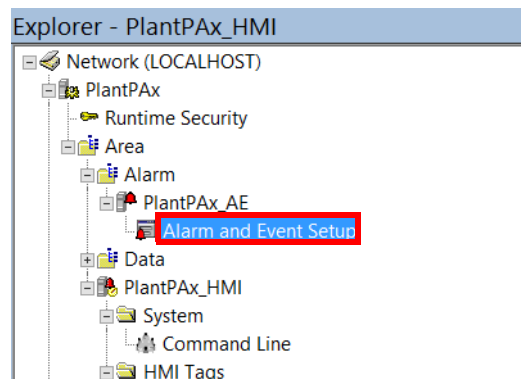 Explorer - PlantPAx_HMI
Network (LOCALHOST)
PlantPAx
Runtime Security
Area
Alarm
PlantPAx_AE
Alarm and Event Setup
Data
PlantPAx_HMI
System
Command Line
HMI Tags